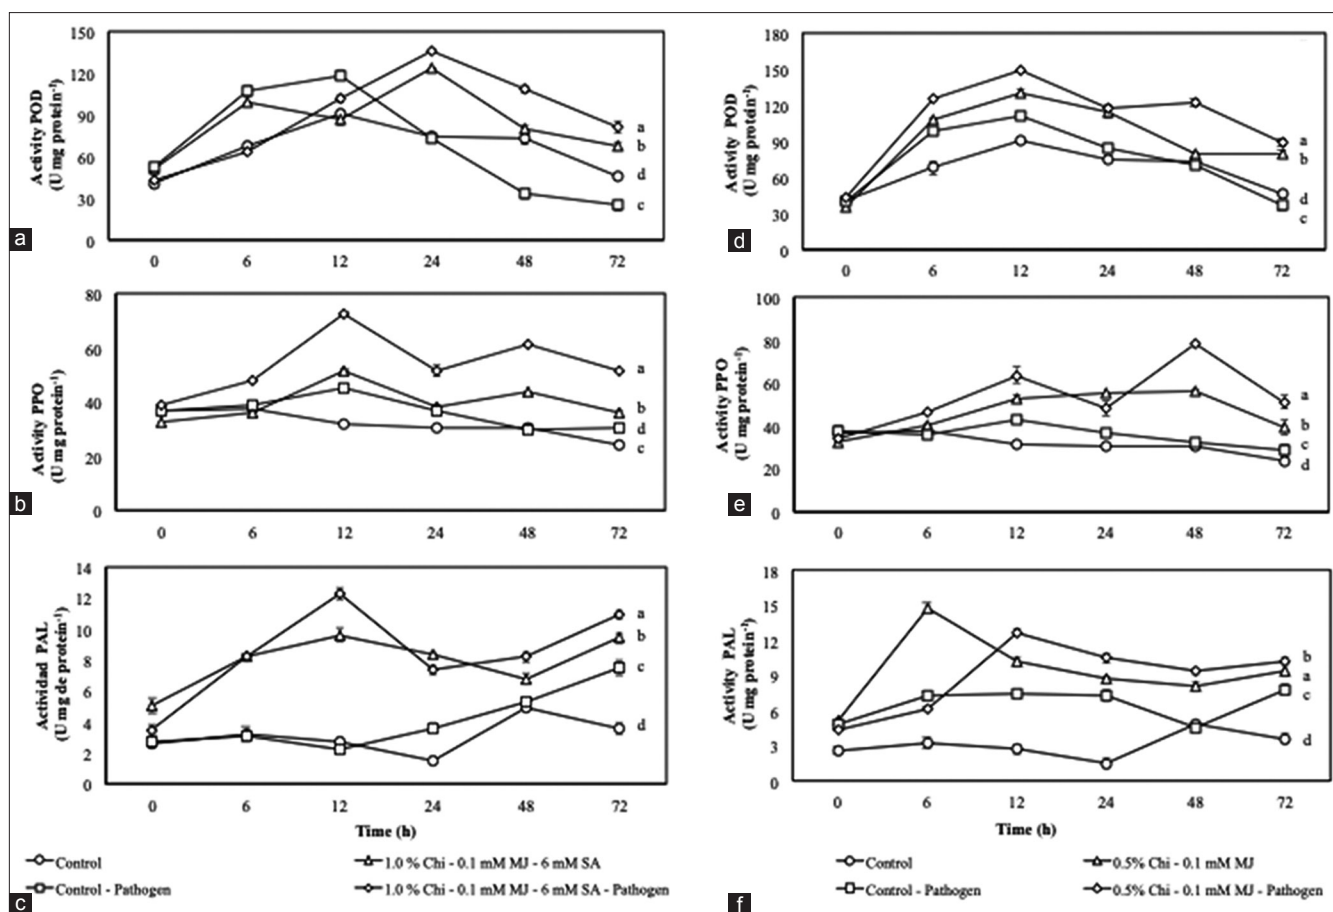 150
120
90
60
30
0
Activity POD
(U mg protein-1)
a
b
d
c
0 6 12 24 48 72
a
80
60
40
20
0
Activity PPO
(U mg protein-1)
a
b
d
c
0 6 12 24 48 72
b
14
12
10
8
6
4
2
0
Actividad PAL
(U mg de protein-1)
a
b
c
d
0 6 12 24 48 72
Time (h)
Control
1.0 % Chi - 0.1 mM MJ - 6 mM SA
Control - Pathogen
1.0 % Chi - 0.1 mM MJ - 6 mM SA - Pathogen
c
180
150
120
90
60
30
0
Activity POD
(U mg protein-1)
a
b
d
c
0 6 12 24 48 72
d
100
80
60
40
20
0
Activity PPO
(U mg protein-1)
a
b
c
d
0 6 12 24 48 72
e
18
15
12
9
6
3
0
Activity PAL
(U mg protein-1)
b
a
c
d
0 6 12 24 48 72
Time (h)
Control
0.5% Chi - 0.1 mM MJ
Control - Pathogen
0.5% Chi - 0.1 mM MJ - Pathogen
f